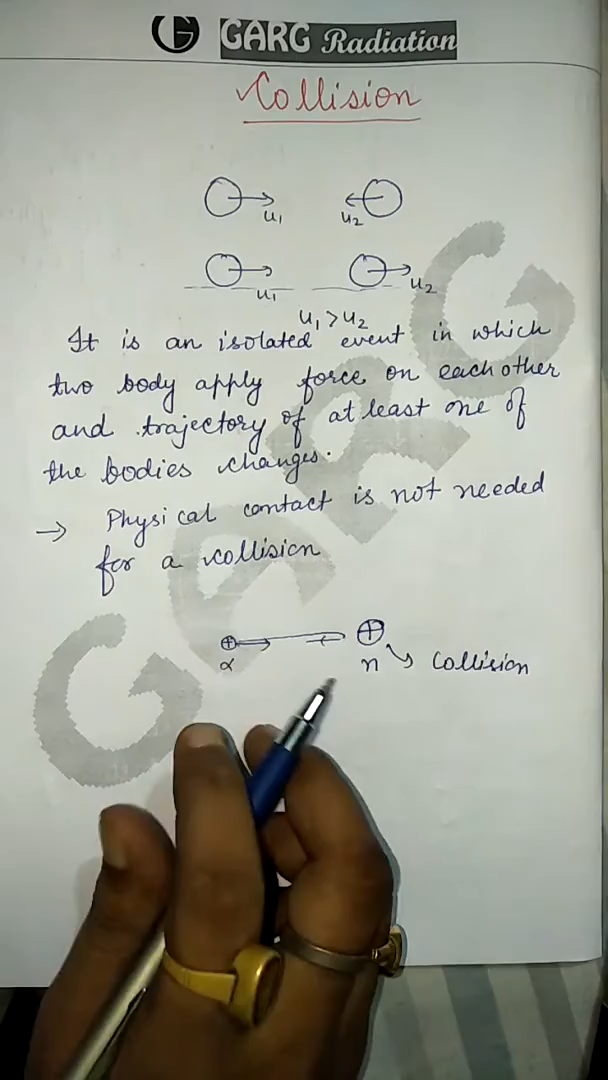 G GARG Radiation
Collision
u₁ u₂
u₁ u₂
u₁ > u₂
It is an isolated event in which
two body apply force on each other
and trajectory of at least one of
the bodies changes.
→ Physical contact is not needed
for a collision
+ +
α n → Collision
GARG